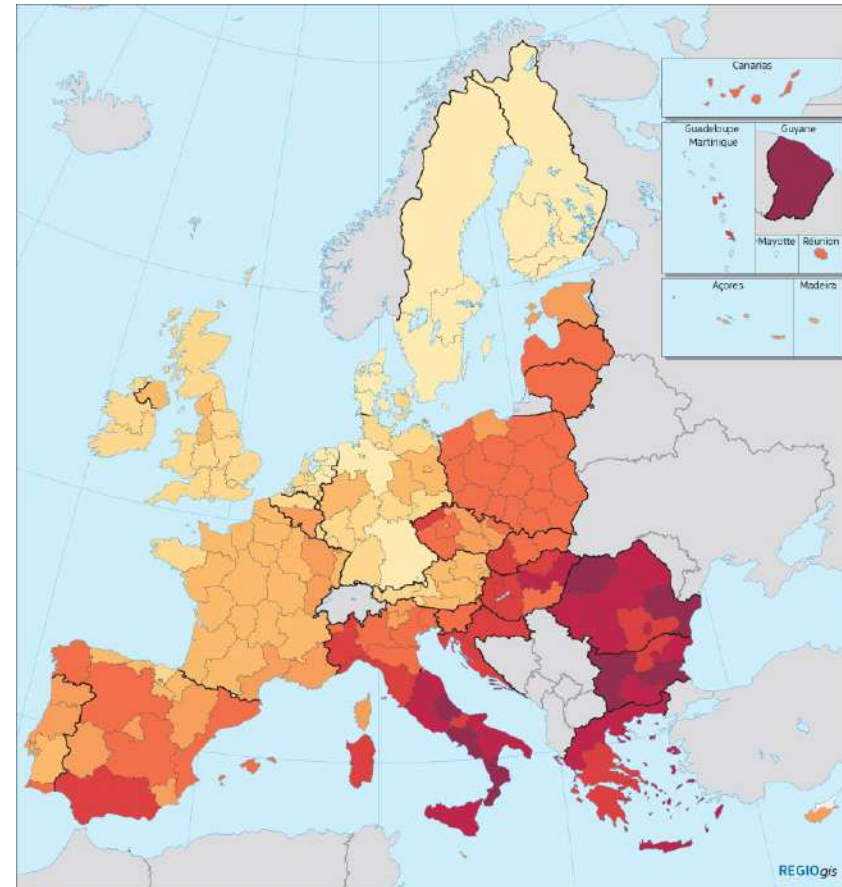 Canarias
Guadeloupe
Martinique
Guyane
Mayotte
Réunion
Açores
Madeira
REGIOgis